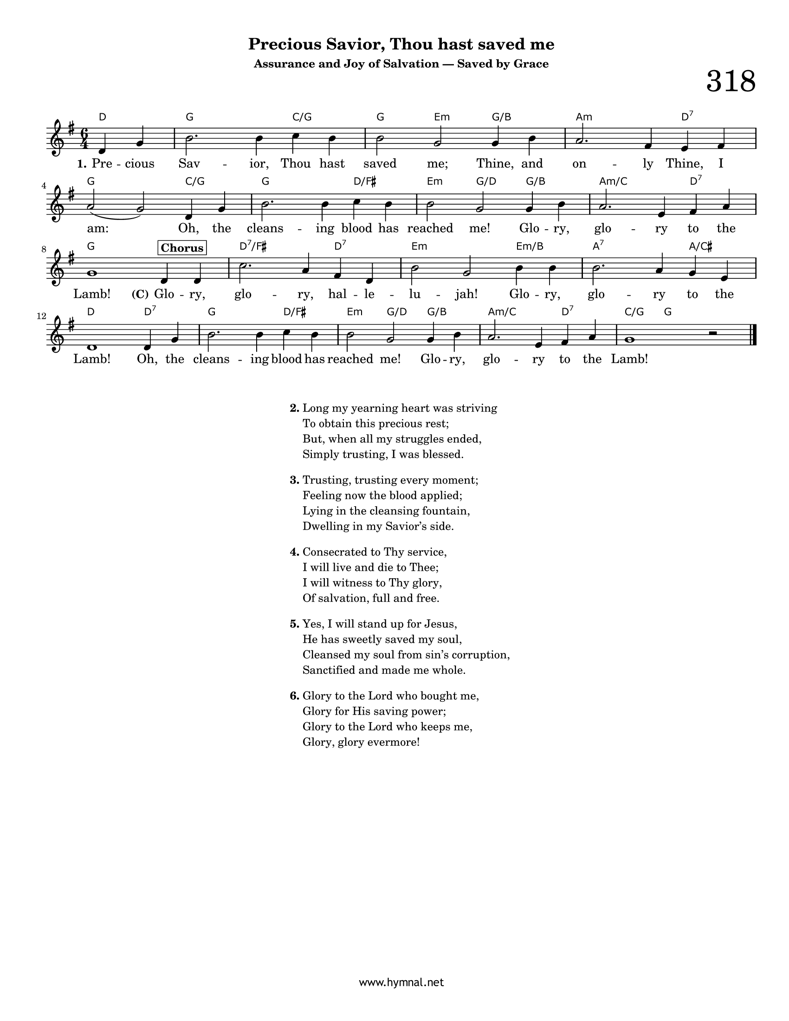 Precious Savior, Thou hast saved me
Assurance and Joy of Salvation — Saved by Grace
318
D G C/G G Em G/B Am D7
6 4
1. Pre - cious Sav - ior, Thou hast saved me; Thine, and on - ly Thine, I
4
G C/G G D/F♯ Em G/D G/B Am/C D7
am: Oh, the cleans - ing blood has reached me! Glo - ry, glo - ry to the
8
G Chorus D7/F♯ D7 Em Em/B A7 A/C♯
Lamb! (C) Glo - ry, glo - ry, hal - le - lu - jah! Glo - ry, glo - ry to the
12
D D7 G D/F♯ Em G/D G/B Am/C D7 C/G G
Lamb! Oh, the cleans - ing blood has reached me! Glo - ry, glo - ry to the Lamb!
2. Long my yearning heart was striving
To obtain this precious rest;
But, when all my struggles ended,
Simply trusting, I was blessed.
3. Trusting, trusting every moment;
Feeling now the blood applied;
Lying in the cleansing fountain,
Dwelling in my Savior’s side.
4. Consecrated to Thy service,
I will live and die to Thee;
I will witness to Thy glory,
Of salvation, full and free.
5. Yes, I will stand up for Jesus,
He has sweetly saved my soul,
Cleansed my soul from sin’s corruption,
Sanctified and made me whole.
6. Glory to the Lord who bought me,
Glory for His saving power;
Glory to the Lord who keeps me,
Glory, glory evermore!
www.hymnal.net